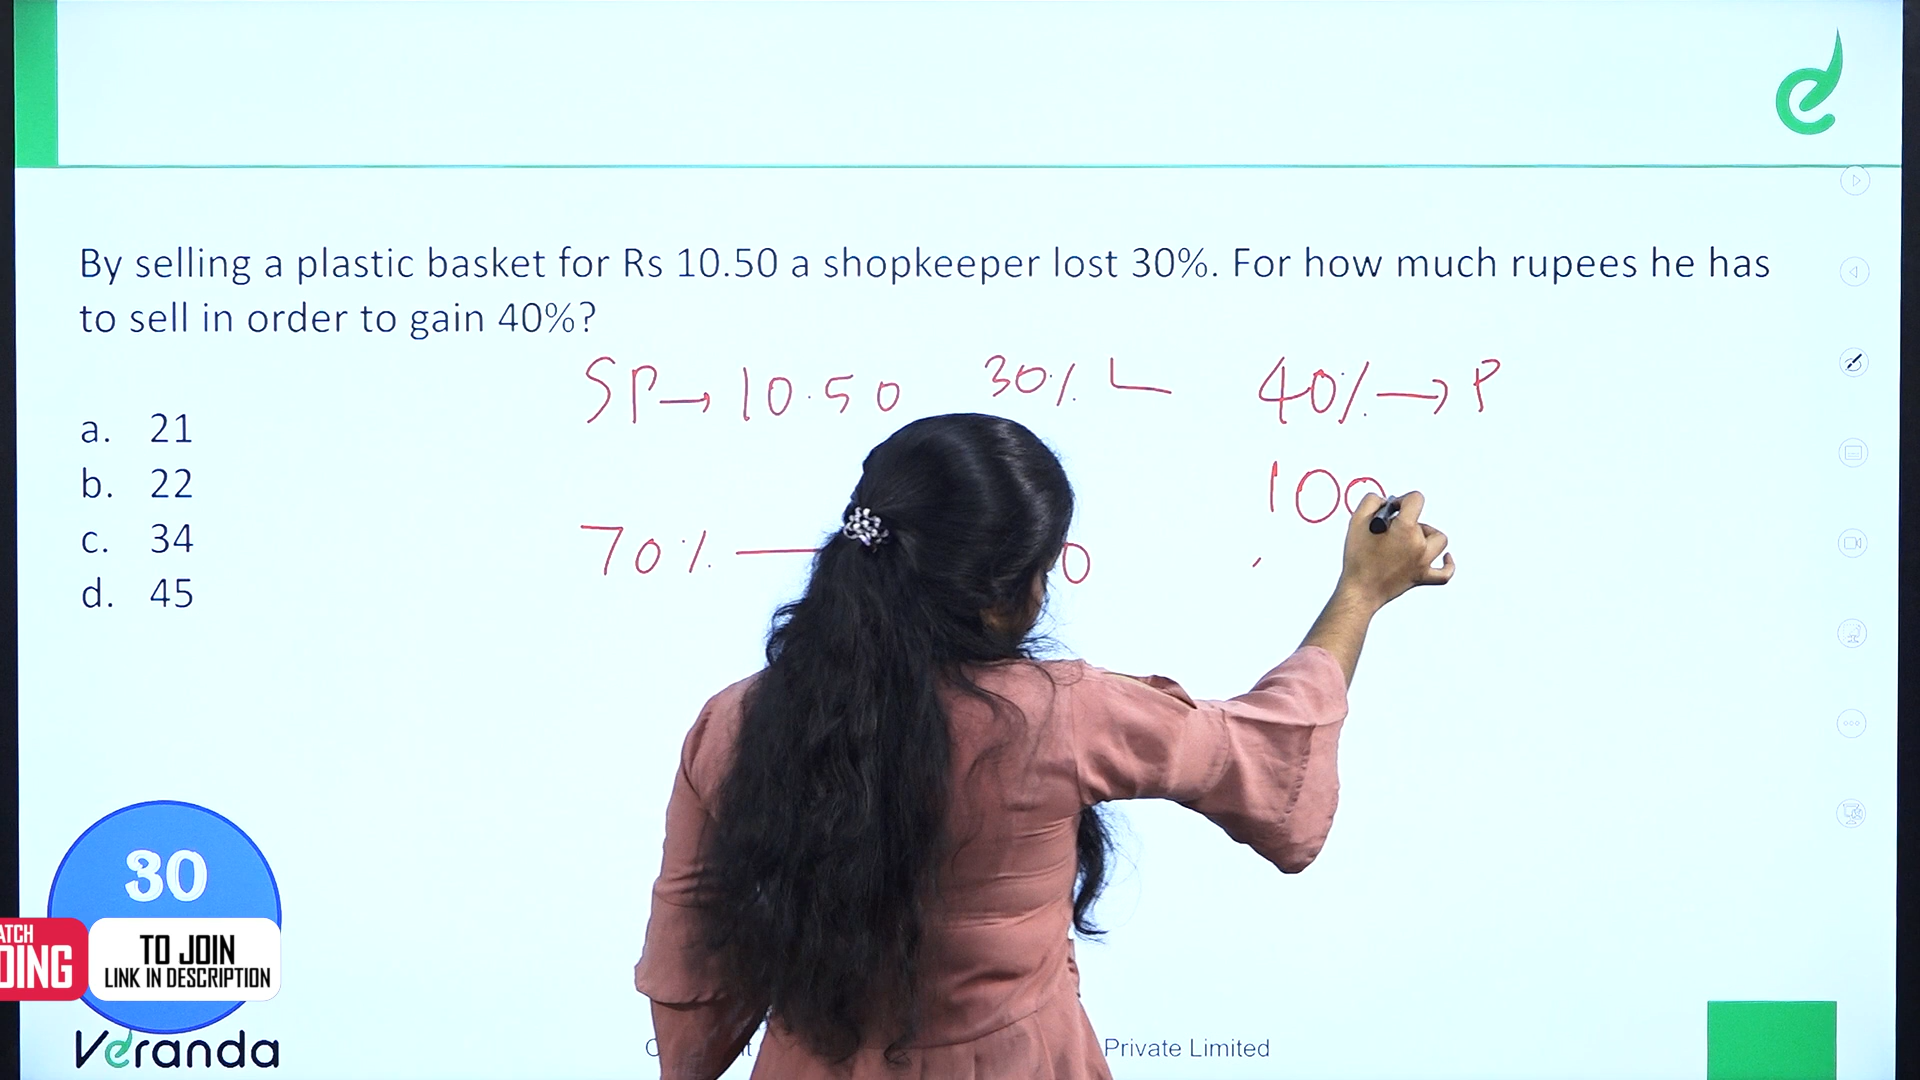 By selling a plastic basket for Rs 10.50 a shopkeeper lost 30%. For how much rupees he has
to sell in order to gain 40%?
SP→ 10.50 30% L 40% → P
a. 21
b. 22
c. 34
d. 45
100
70% —
30
DING
TO JOIN
LINK IN DESCRIPTION
Veranda
Private Limited